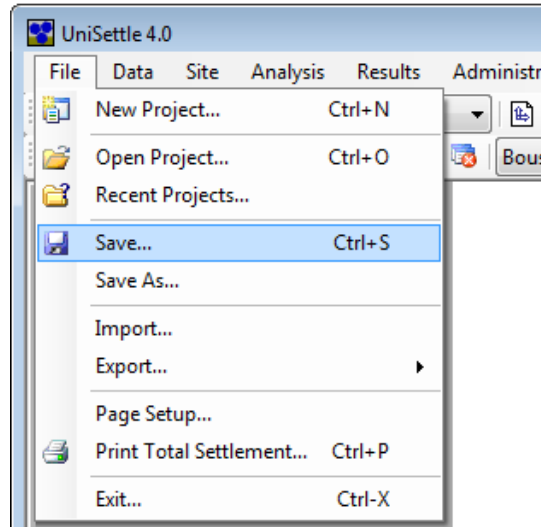 UniSettle 4.0
File Data Site Analysis Results
New Project... Ctrl+N
Open Project... Ctrl+O
Bous
Recent Projects...
Save... Ctrl+S
Save As...
Import...
Export...
Page Setup...
Print Total Settlement... Ctrl+P
Exit... Ctrl-X